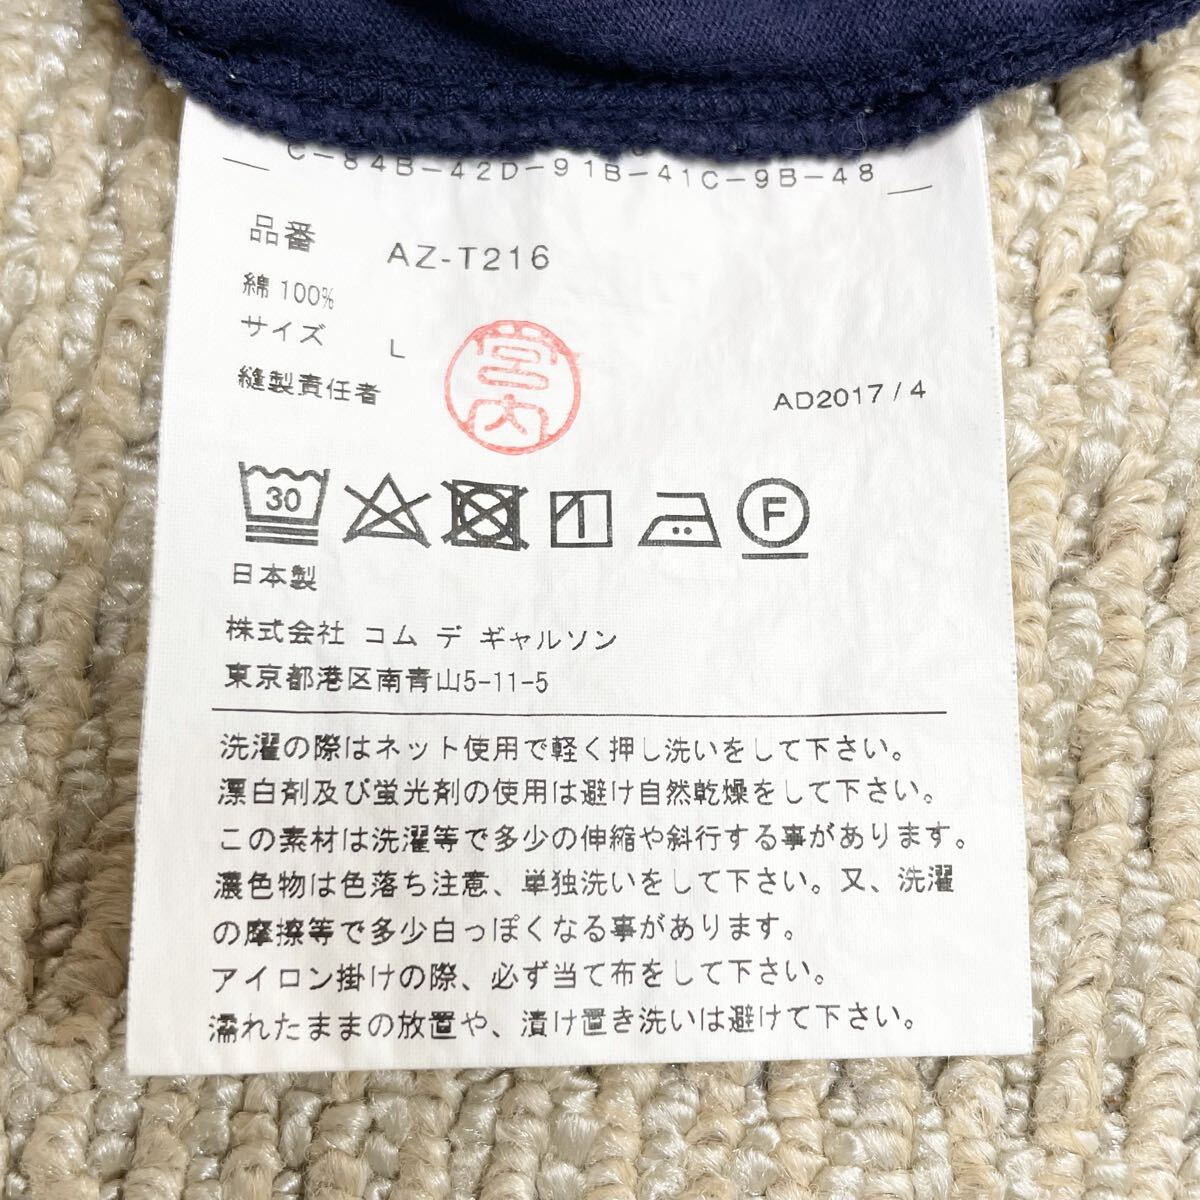 C-84B-42D-91B-41C-9B-48
品番 AZ-T216
綿 100%
サイズ L
縫製責任者 宮内
AD2017 / 4
30
F
日本製
株式会社 コム デ ギャルソン
東京都港区南青山5-11-5
洗濯の際はネット使用で軽く押し洗いをして下さい。
漂白剤及び蛍光剤の使用は避け自然乾燥をして下さい。
この素材は洗濯等で多少の伸縮や斜行する事があります。
濃色物は色落ち注意、単独洗いをして下さい。又、洗濯
の摩擦等で多少白っぽくなる事があります。
アイロン掛けの際、必ず当て布をして下さい。
濡れたままの放置や、漬け置き洗いは避けて下さい。